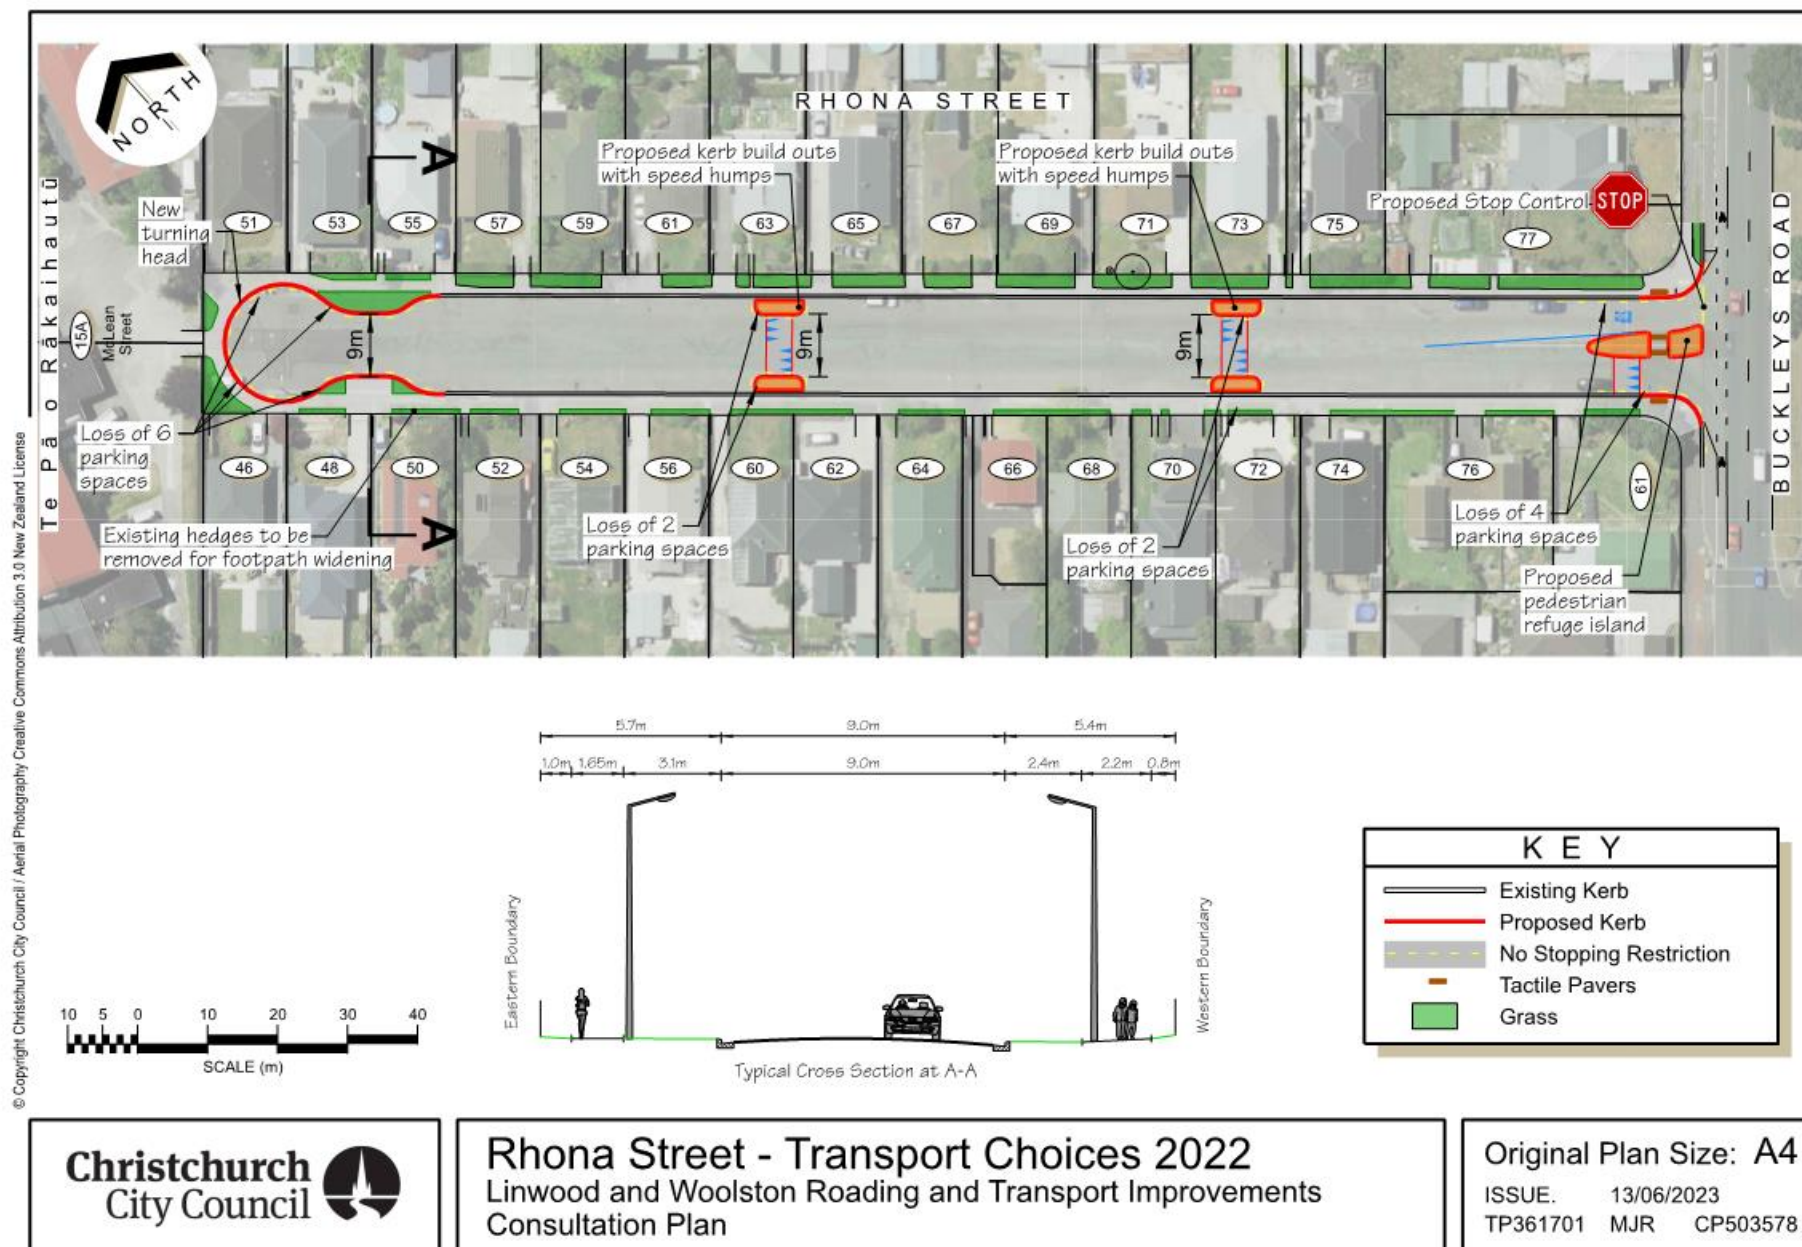 NORTH
RHONA STREET
Proposed kerb build outs
with speed humps
Proposed kerb build outs
with speed humps
Proposed Stop Control
STOP
New
turning
head
51
53
55
57
59
61
63
65
67
69
71
73
75
77
A
Te Pā o Rākaihautū
15A
McLean
Street
9m
9m
9m
BUCKLEYS ROAD
Loss of 6
parking
spaces
46
48
50
52
54
56
60
62
64
66
68
70
72
74
76
61
A
Existing hedges to be
removed for footpath widening
Loss of 2
parking spaces
Loss of 2
parking spaces
Loss of 4
parking spaces
Proposed
pedestrian
refuge island
© Copyright Christchurch City Council / Aerial Photography Creative Commons Attribution 3.0 New Zealand License
5.7m 9.0m 5.4m
1.0m 1.65m 3.1m 9.0m 2.4m 2.2m 0.8m
Eastern Boundary
Western Boundary
Typical Cross Section at A-A
10 5 0 10 20 30 40
SCALE (m)
KEY
Existing Kerb
Proposed Kerb
No Stopping Restriction
Tactile Pavers
Grass
Christchurch
City Council
Rhona Street - Transport Choices 2022
Linwood and Woolston Roading and Transport Improvements
Consultation Plan
Original Plan Size: A4
ISSUE. 13/06/2023
TP361701 MJR CP503578